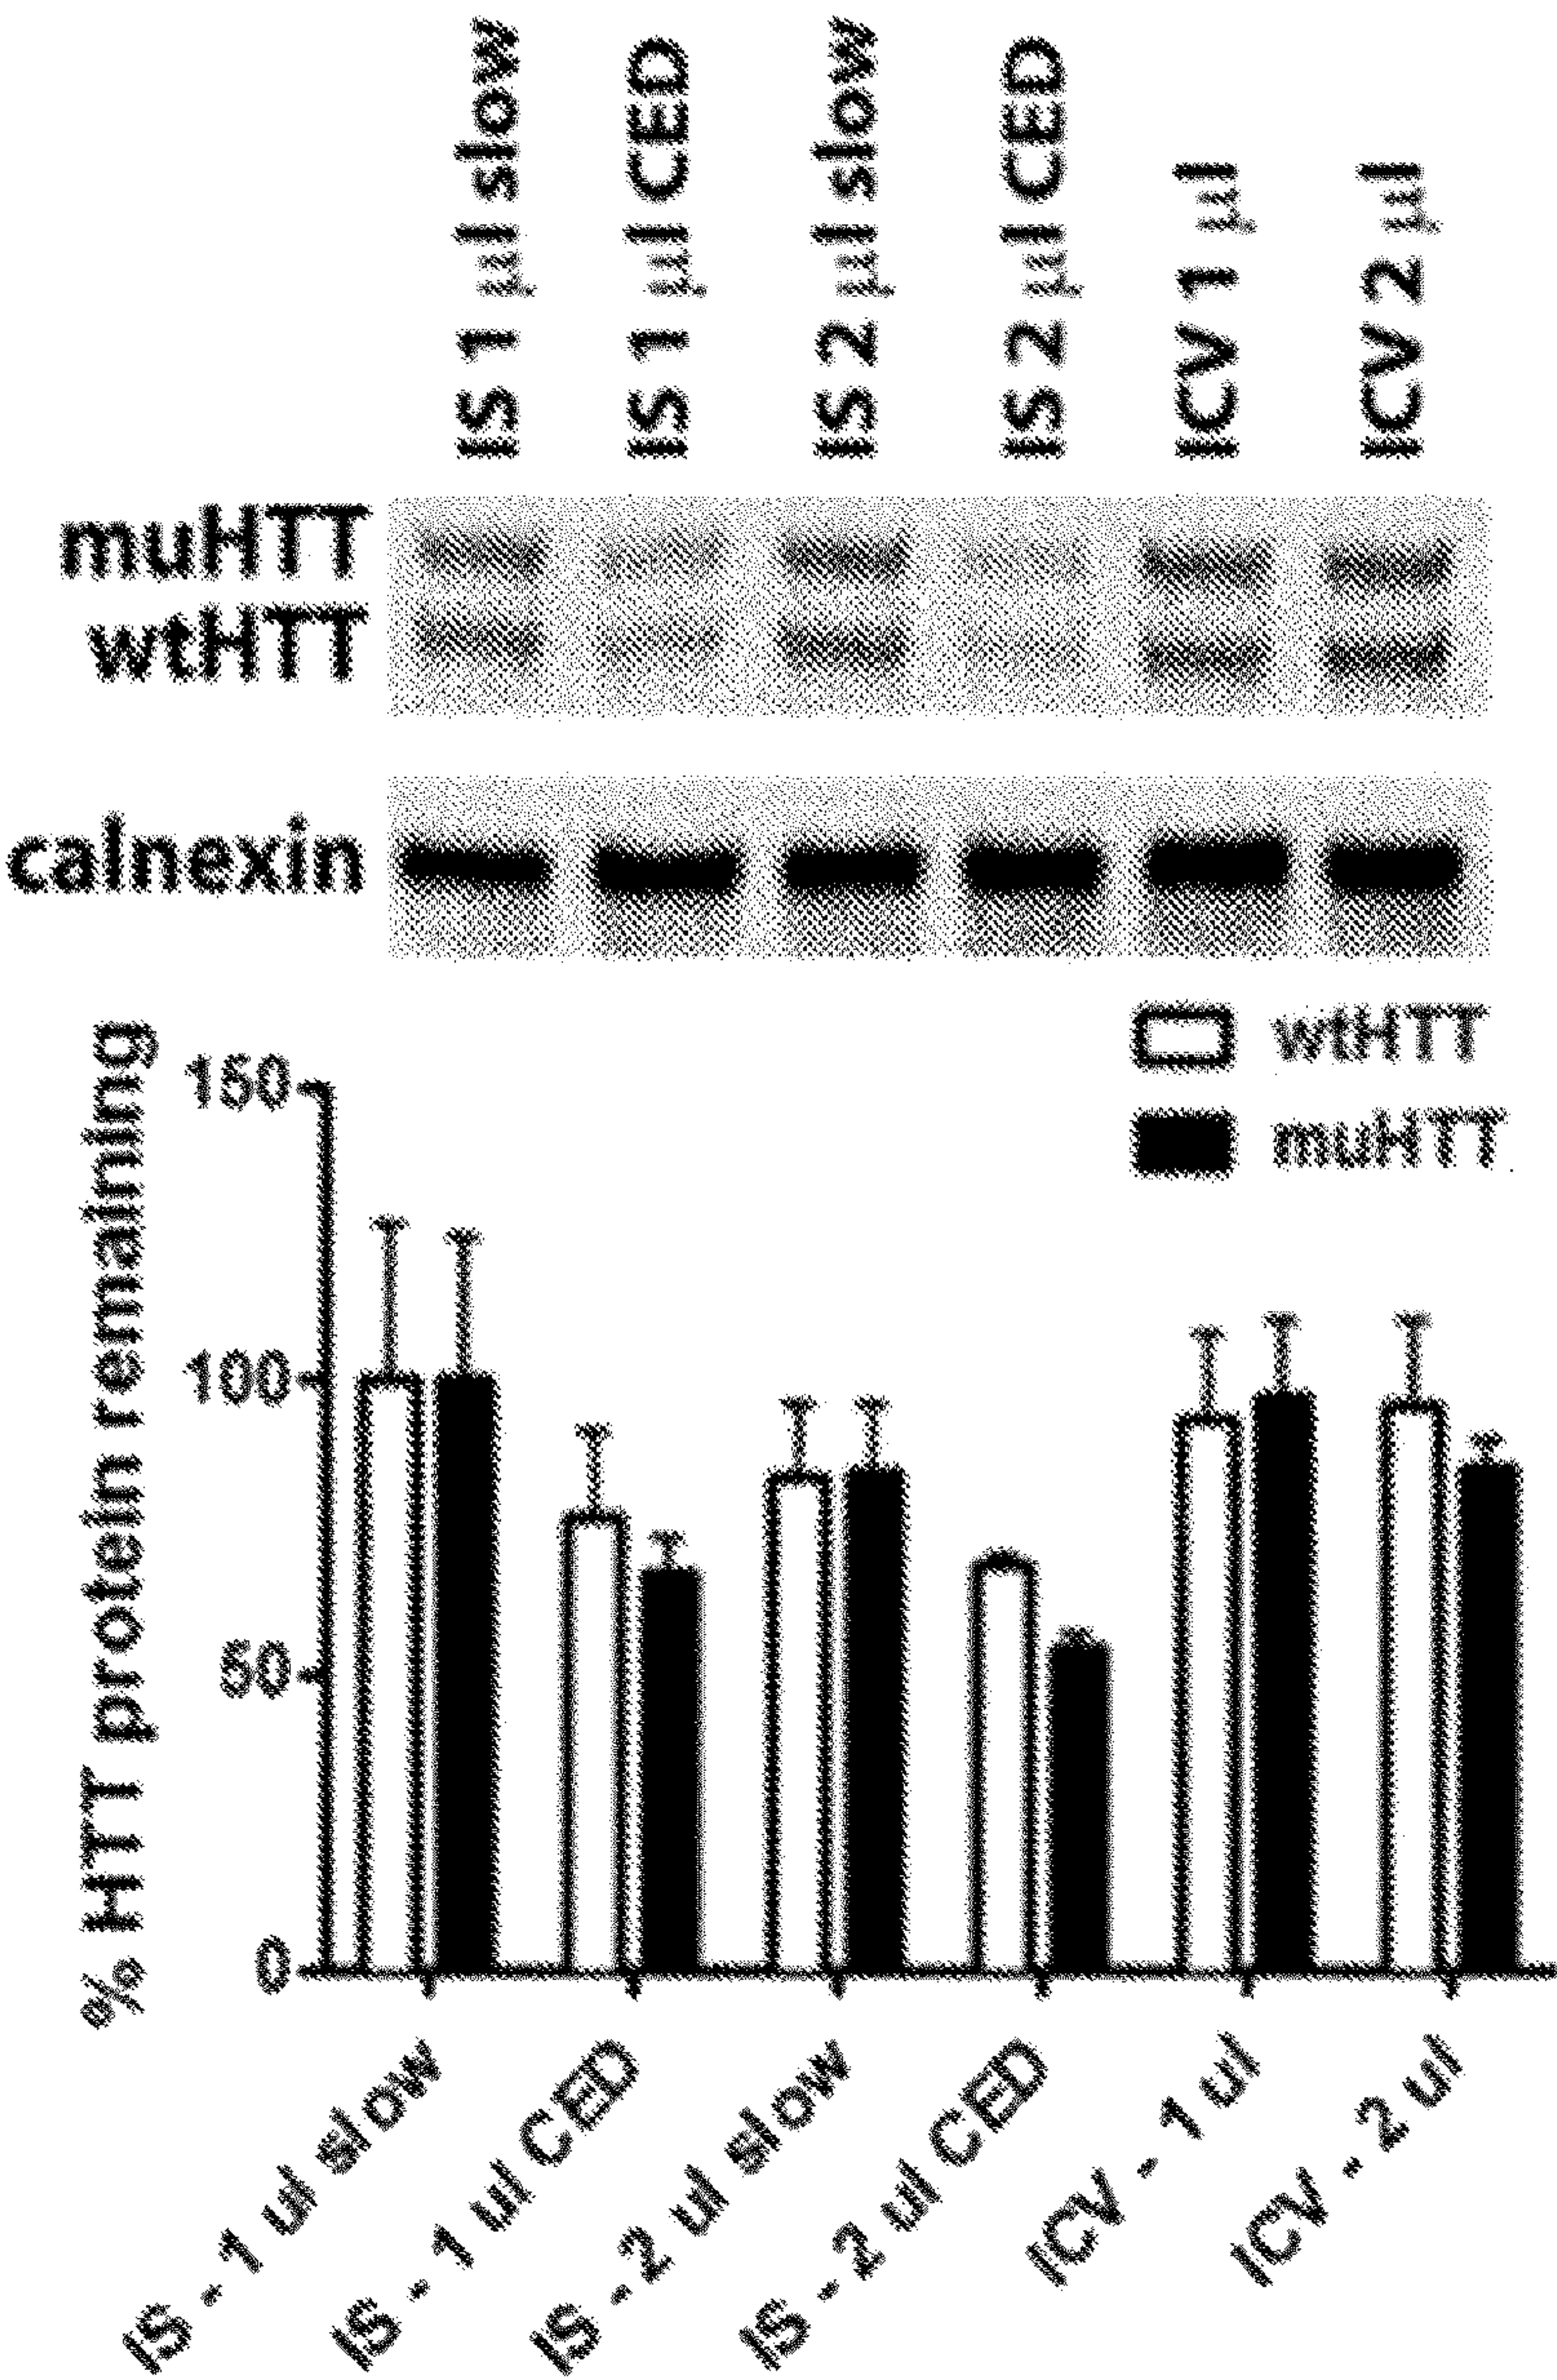 IS 1 µl slow
IS 1 µl CED
IS 2 µl slow
IS 2 µl CED
ICV 1 µl
ICV 2 µl
muHTT
wtHTT
calnexin
wtHTT
muHTT
% HTT protein remaining
150
100
50
0
IS - 1 ul slow
IS - 1 ul CED
IS - 2 ul slow
IS - 2 ul CED
ICV - 1 ul
ICV - 2 ul